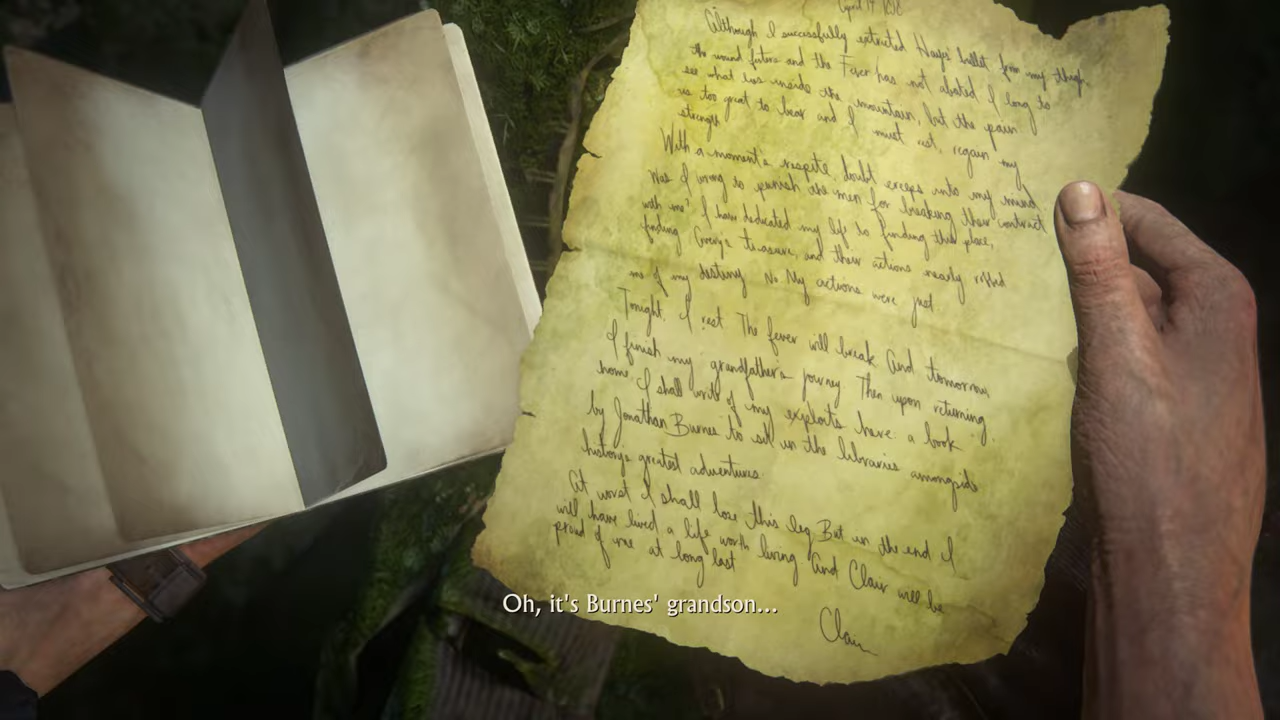 April 17
Although I successfully extracted Hayes' bullet from my thigh,
the wound festers and the Fever has not abated I long to
see what lies inside the mountain, but the pain
is too great to bear and I must rest, regain my
strength
With a moment's respite, doubt creeps into my mind
Was I wrong to punish the men for breaking their contract
with me? I have dedicated my life to finding this place,
finding Avery's treasure, and their actions nearly robbed
me of my destiny No My actions were just.
Tonight, I rest The fever will break And tomorrow,
I finish my grandfather's journey Then upon returning
home I shall write of my exploits here: a book
by Jonathan Burnes to sit in the libraries amongside
history's greatest adventures
At worst I shall lose this leg But in the end I
will have lived a life worth living And Clair will be
proud of me at long last
Clair
Oh, it's Burnes' grandson...